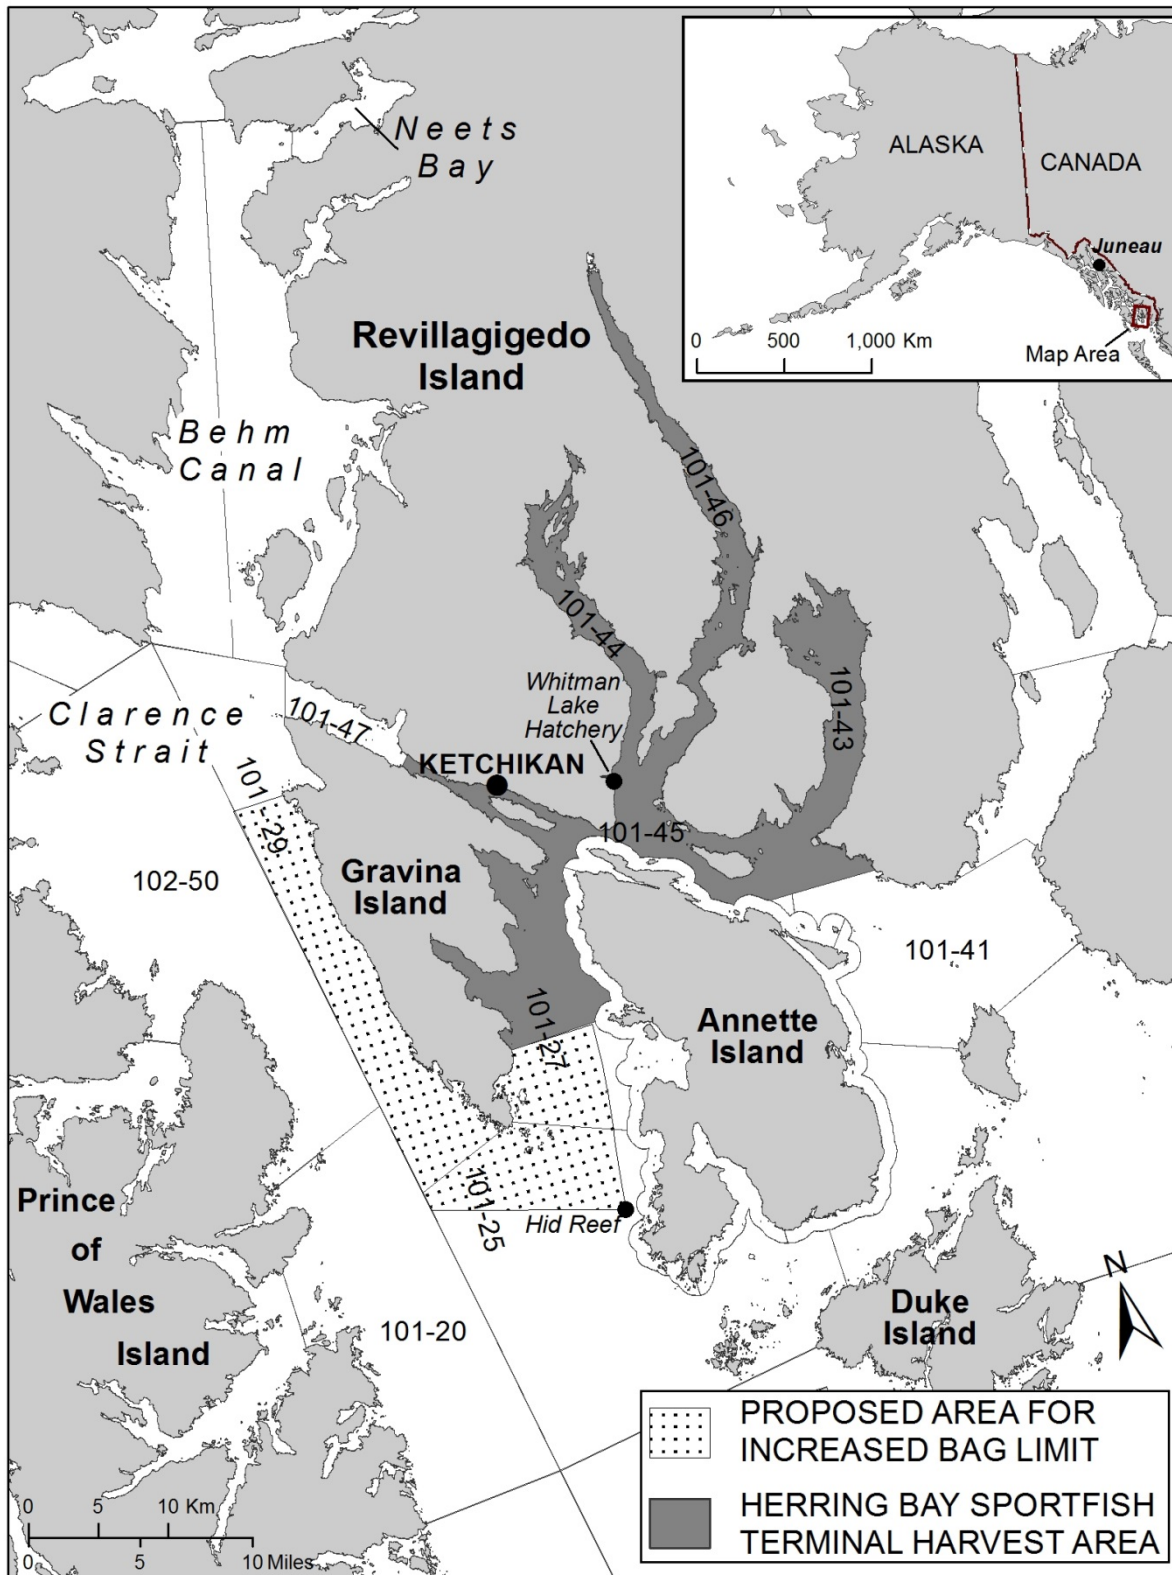 Neets
Bay
ALASKA
CANADA
Juneau
0 500 1,000 Km
Map Area
Revillagigedo
Island
Behm
Canal
101-46
101-44
Whitman
Lake
Hatchery
101-43
Clarence
Strait
101-47
KETCHIKAN
101-29
101-45
102-50
Gravina
Island
101-41
101-27
Annette
Island
Prince
of
Wales
Island
101-25
Hid Reef
N
101-20
Duke
Island
PROPOSED AREA FOR
INCREASED BAG LIMIT
HERRING BAY SPORTFISH
TERMINAL HARVEST AREA
0 5 10 Km
0 5 10 Miles